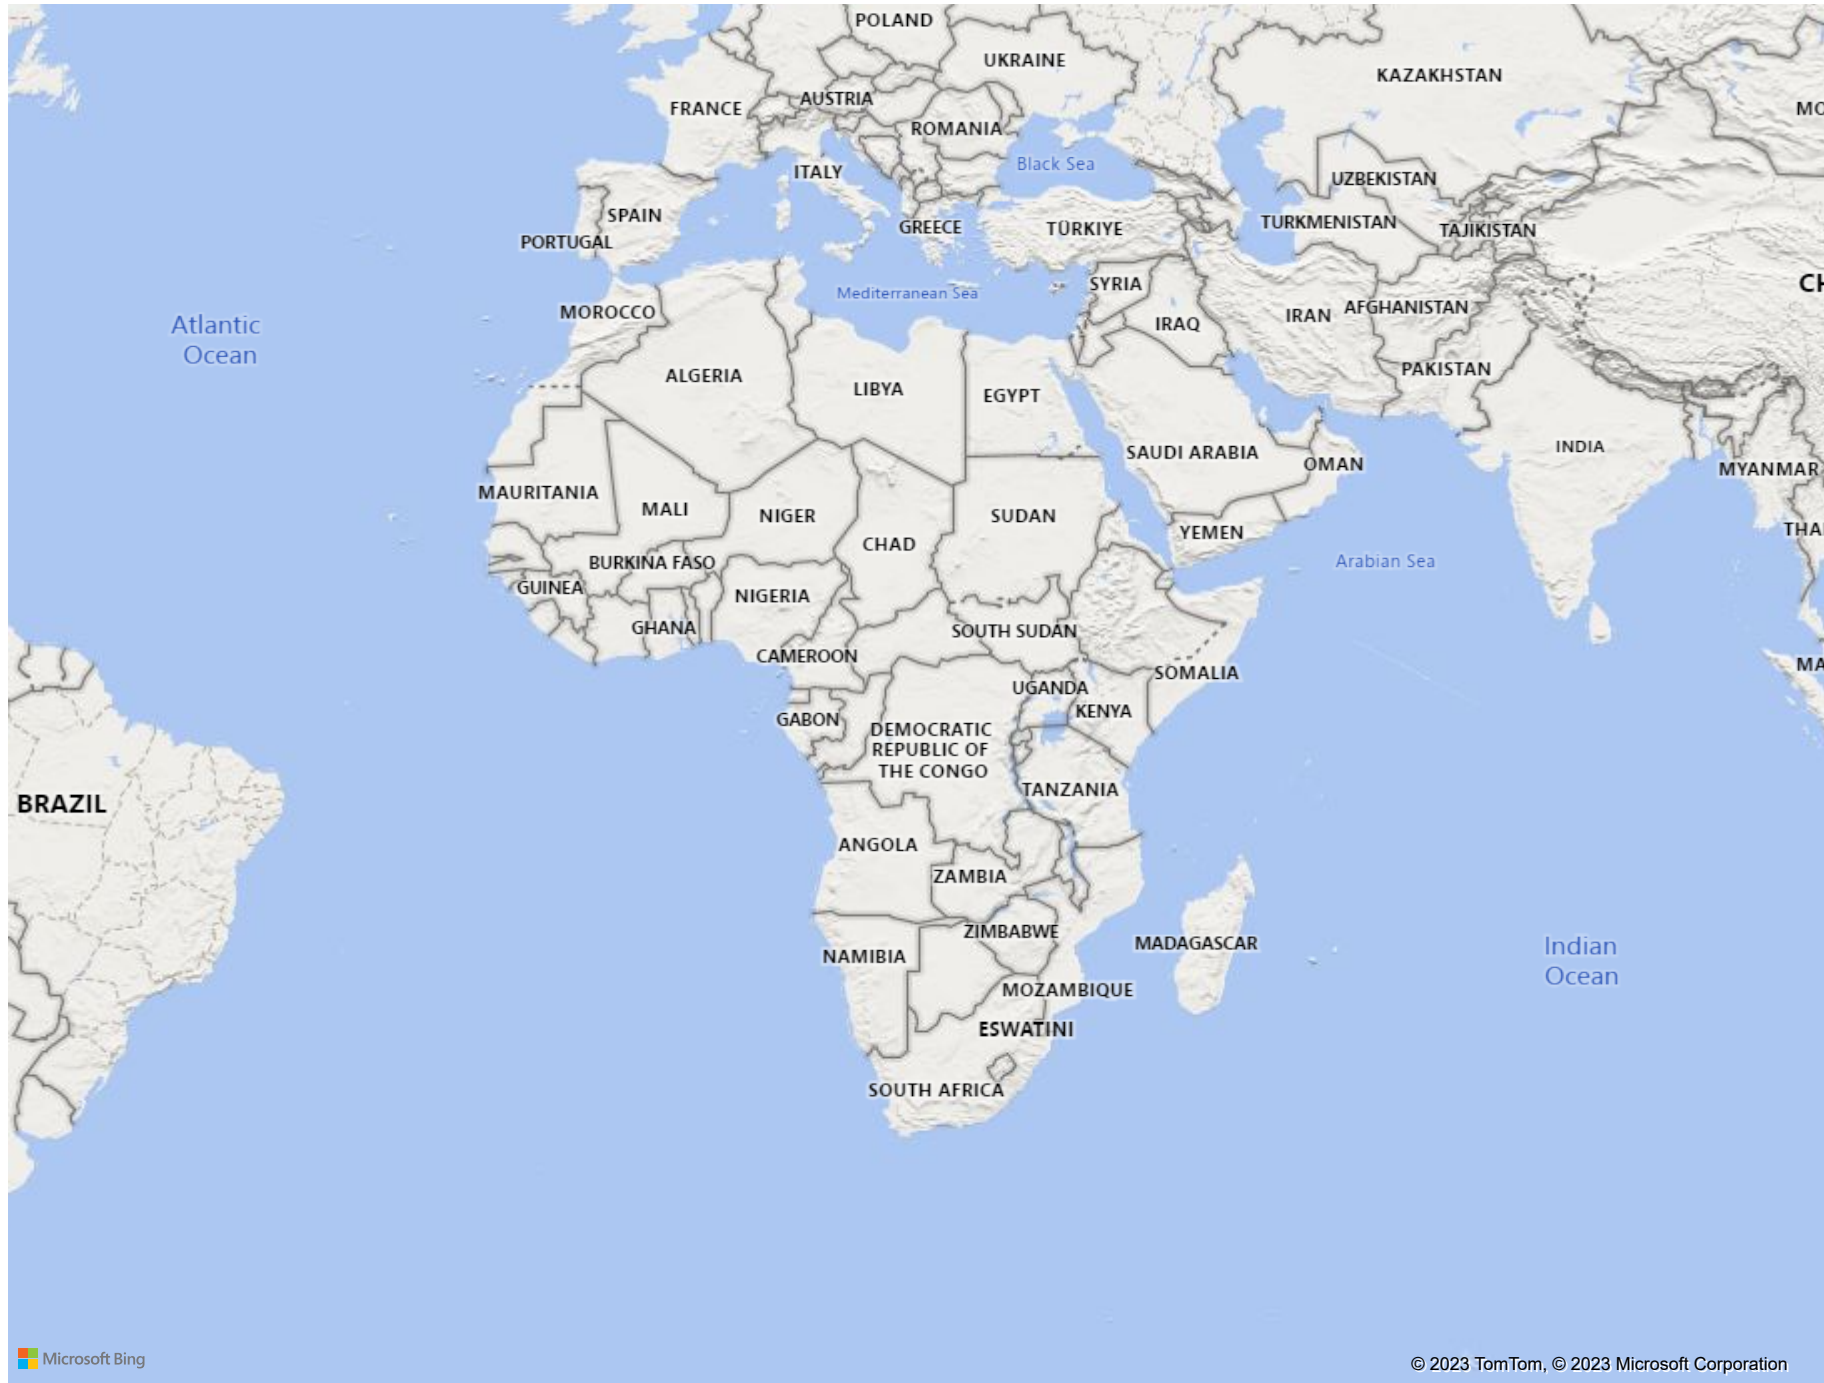 POLAND
UKRAINE
KAZAKHSTAN
AUSTRIA
FRANCE
MO
ROMANIA
Black Sea
ITALY
UZBEKISTAN
SPAIN
TURKMENISTAN
GREECE
TÜRKIYE
TAJIKISTAN
PORTUGAL
SYRIA
CH
Mediterranean Sea
MOROCCO
AFGHANISTAN
IRAN
Atlantic
Ocean
IRAQ
PAKISTAN
ALGERIA
LIBYA
EGYPT
INDIA
SAUDI ARABIA
OMAN
MYANMAR
MAURITANIA
MALI
NIGER
SUDAN
THAI
YEMEN
CHAD
BURKINA FASO
Arabian Sea
GUINEA
NIGERIA
GHANA
SOUTH SUDAN
CAMEROON
MA
SOMALIA
UGANDA
KENYA
GABON
DEMOCRATIC
REPUBLIC OF
THE CONGO
TANZANIA
BRAZIL
ANGOLA
ZAMBIA
ZIMBABWE
MADAGASCAR
Indian
Ocean
NAMIBIA
MOZAMBIQUE
ESWATINI
SOUTH AFRICA
Microsoft Bing
© 2023 TomTom, © 2023 Microsoft Corporation